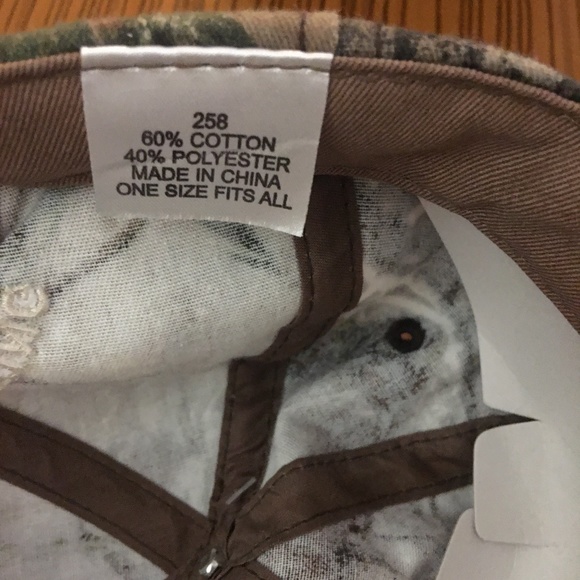 258
60% COTTON
40% POLYESTER
MADE IN CHINA
ONE SIZE FITS ALL